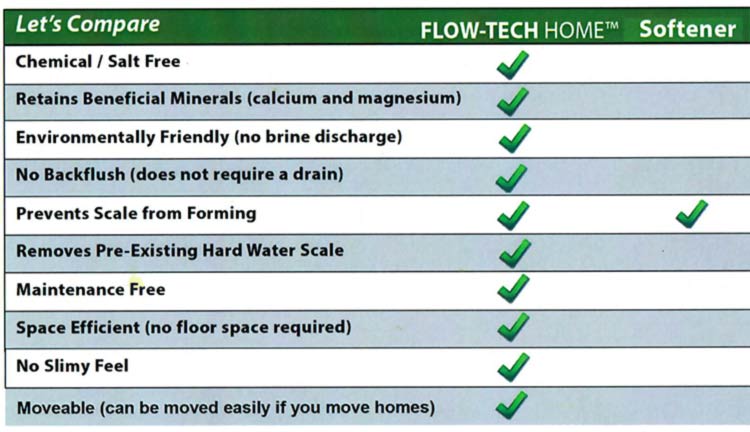 Let's Compare FLOW-TECH HOME™ Softener
Chemical / Salt Free
Retains Beneficial Minerals (calcium and magnesium)
Environmentally Friendly (no brine discharge)
No Backflush (does not require a drain)
Prevents Scale from Forming
Removes Pre-Existing Hard Water Scale
Maintenance Free
Space Efficient (no floor space required)
No Slimy Feel
Moveable (can be moved easily if you move homes)